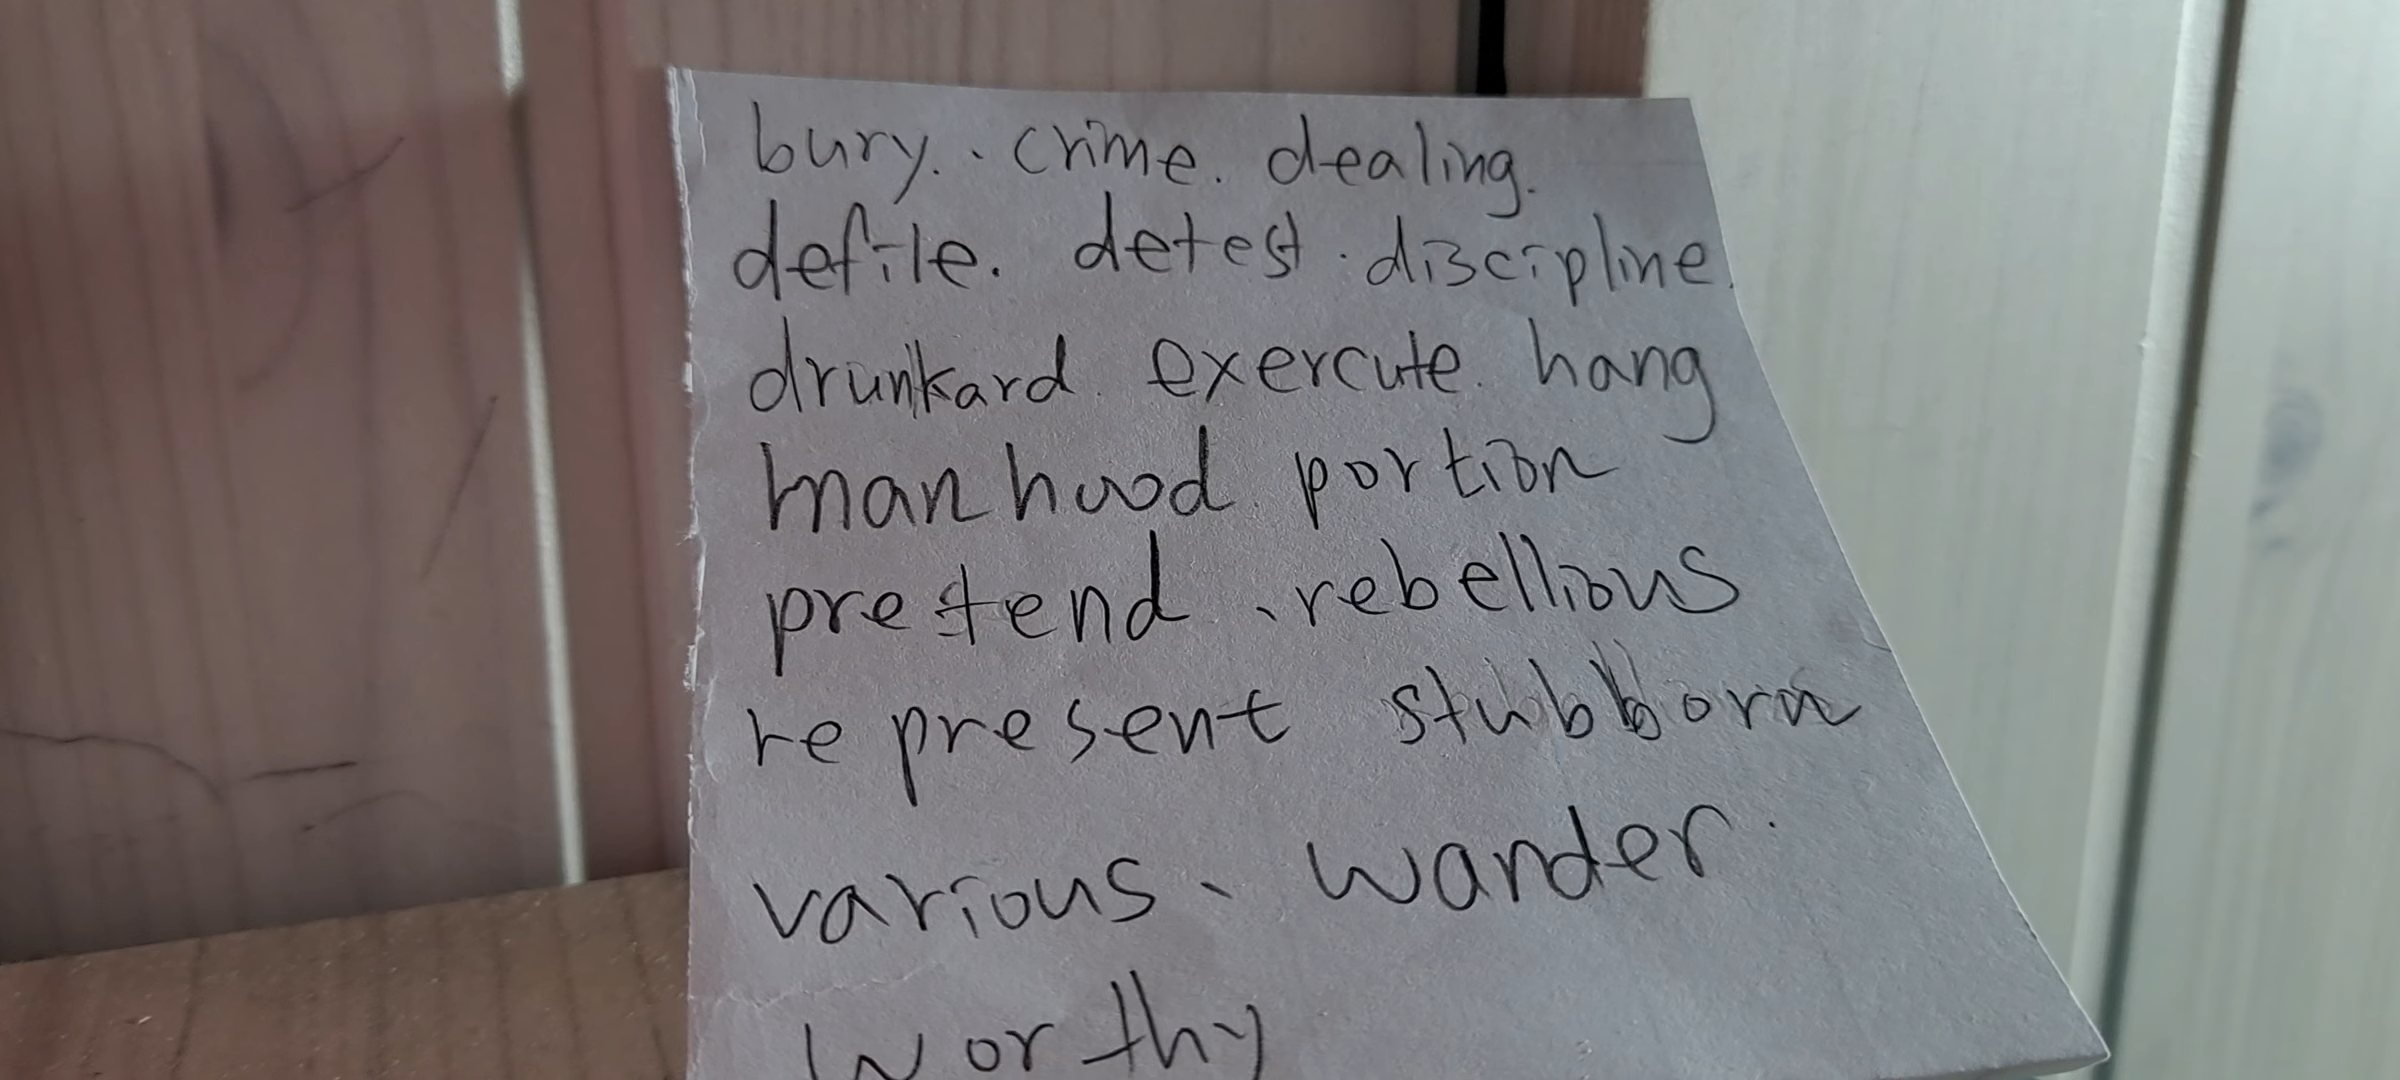 bury. . crime. dealing.
defile. detest. discipline.
drunkard. exercute. hang
manhood. portion
pretend. rebellious
represent stubborn
various. wander.
worthy